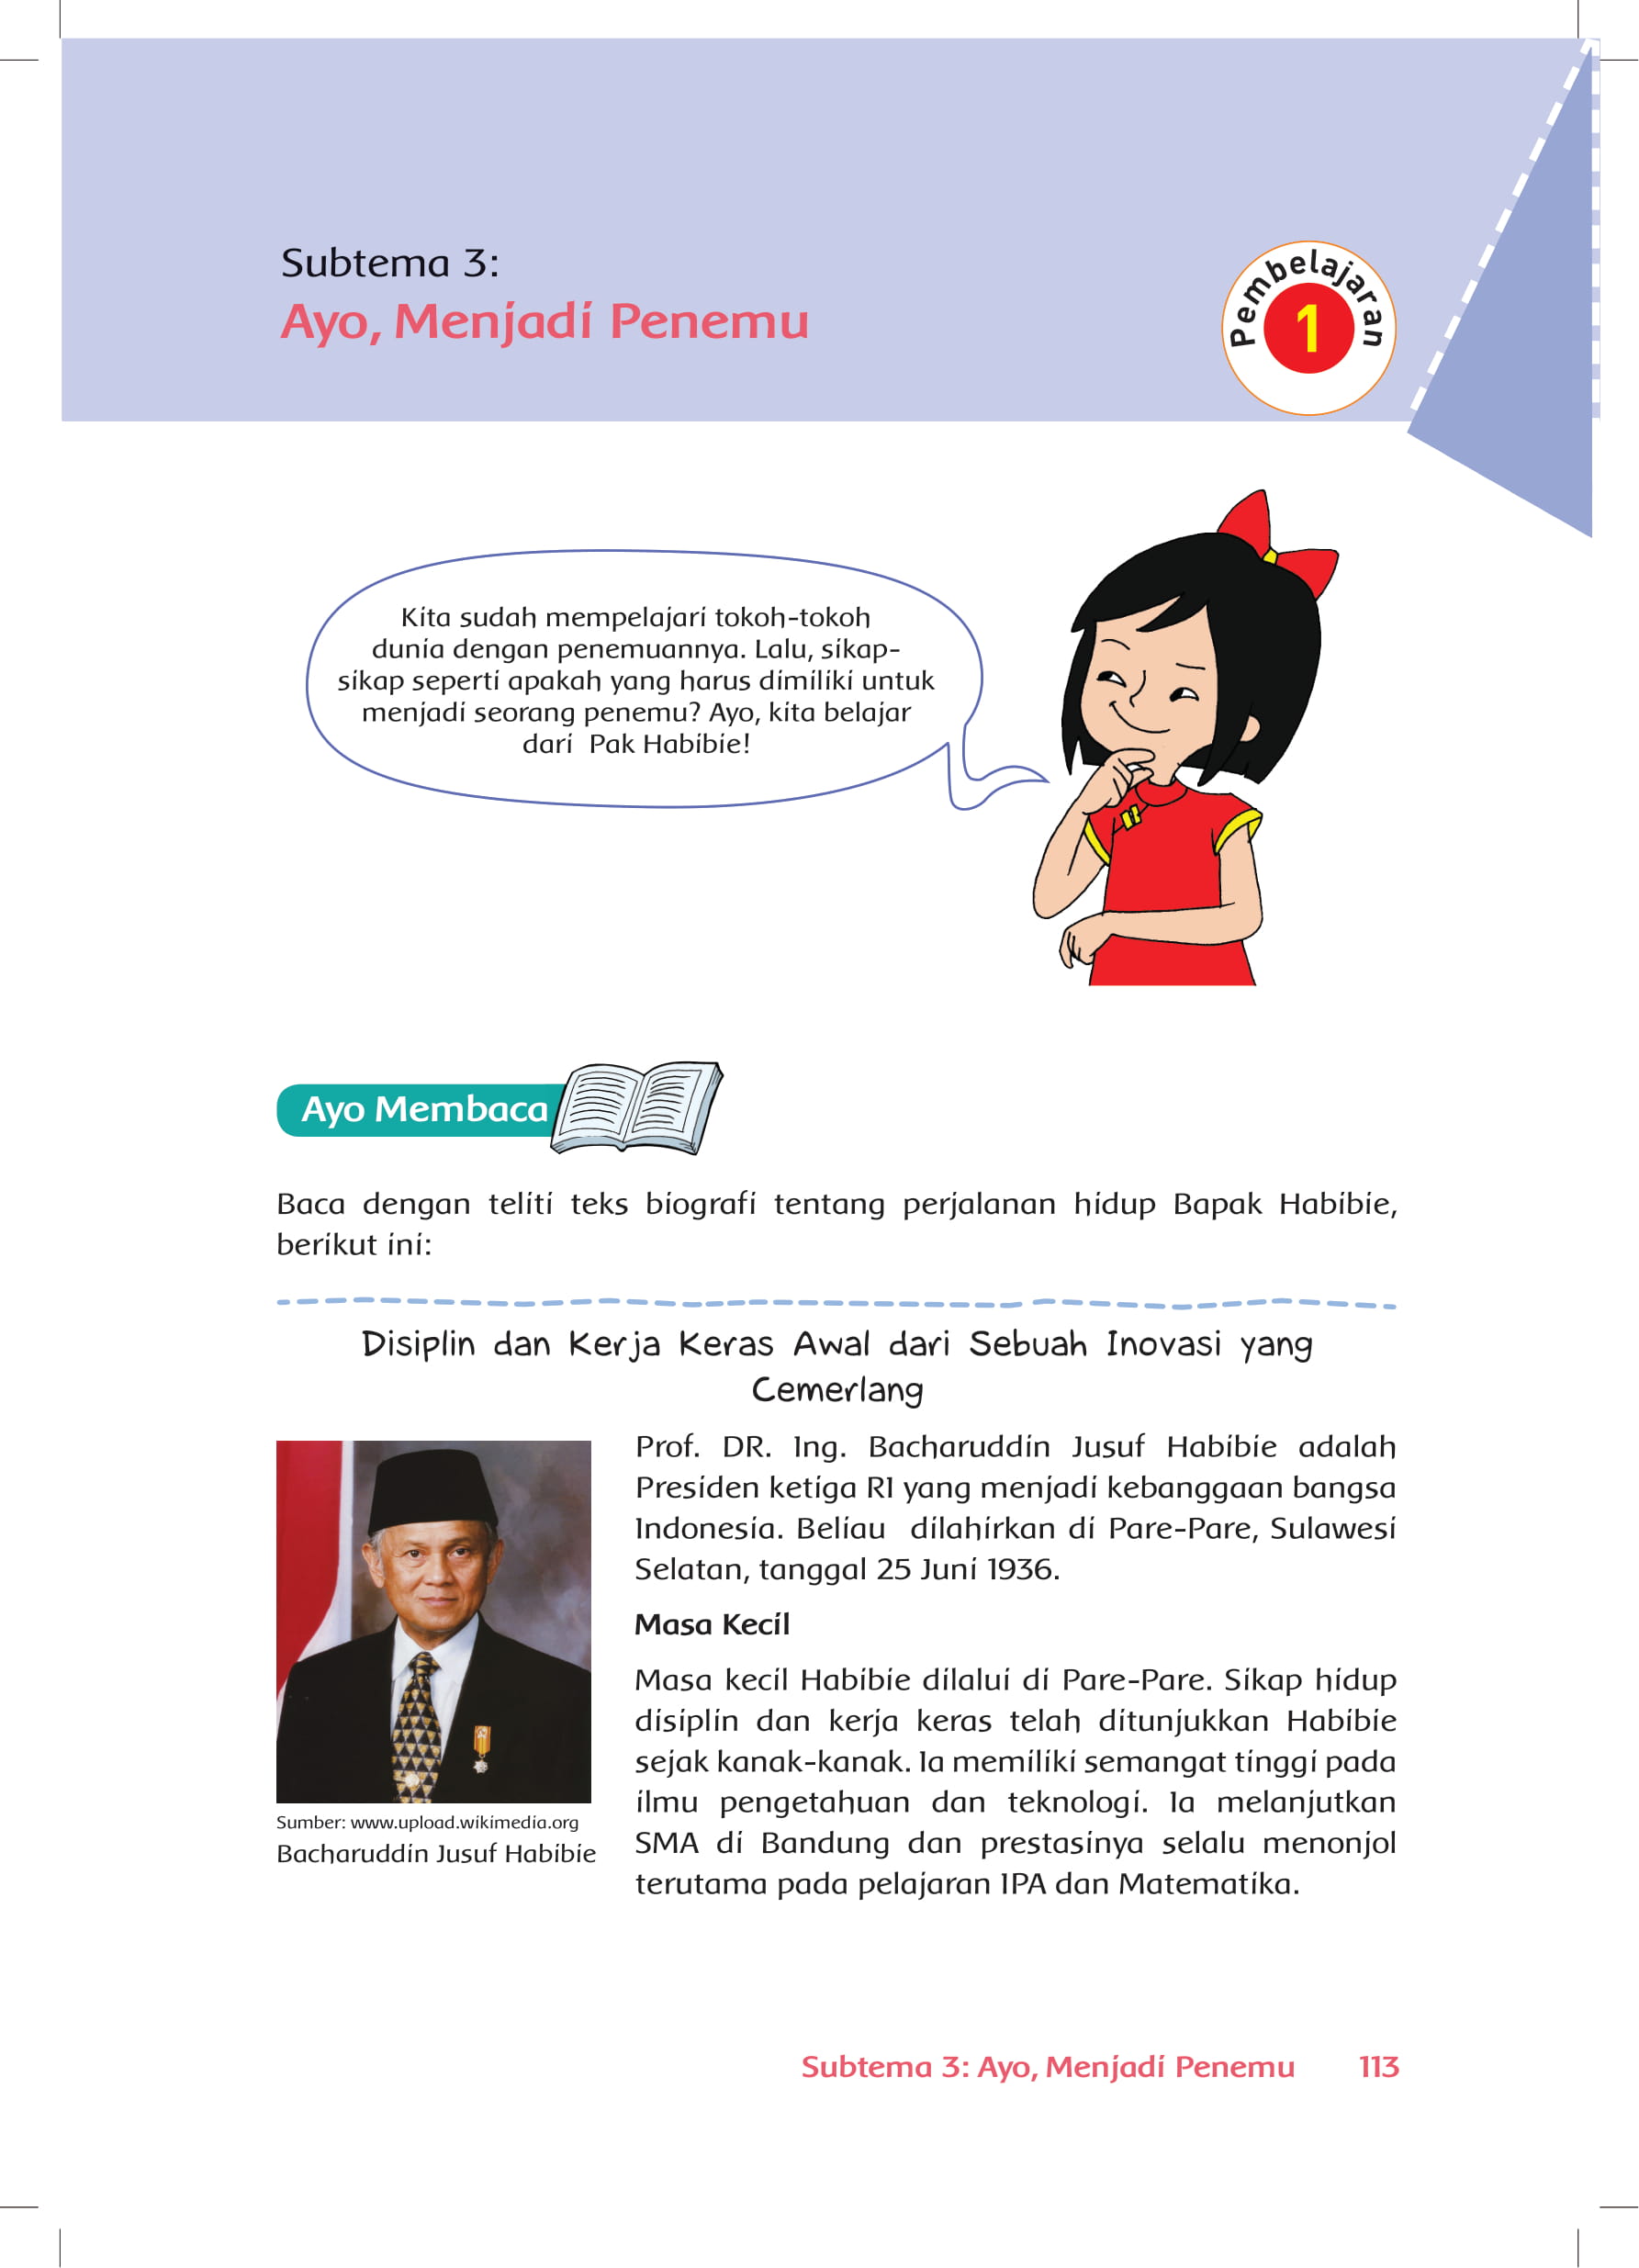 Subtema 3:
Ayo, Menjadi Penemu
Pembelajaran
1
Kita sudah mempelajari tokoh-tokoh
dunia dengan penemuannya. Lalu, sikap-
sikap seperti apakah yang harus dimiliki untuk
menjadi seorang penemu? Ayo, kita belajar
dari Pak Habibie!
Ayo Membaca
Baca dengan teliti teks biografi tentang perjalanan hidup Bapak Habibie,
berikut ini:
Disiplin dan Kerja Keras Awal dari Sebuah Inovasi yang
Cemerlang
Prof. DR. Ing. Bacharuddin Jusuf Habibie adalah
Presiden ketiga RI yang menjadi kebanggaan bangsa
Indonesia. Beliau dilahirkan di Pare-Pare, Sulawesi
Selatan, tanggal 25 Juni 1936.
Masa Kecil
Masa kecil Habibie dilalui di Pare-Pare. Sikap hidup
disiplin dan kerja keras telah ditunjukkan Habibie
sejak kanak-kanak. Ia memiliki semangat tinggi pada
ilmu pengetahuan dan teknologi. Ia melanjutkan
SMA di Bandung dan prestasinya selalu menonjol
terutama pada pelajaran IPA dan Matematika.
Sumber: www.upload.wikimedia.org
Bacharuddin Jusuf Habibie
Subtema 3: Ayo, Menjadi Penemu 113